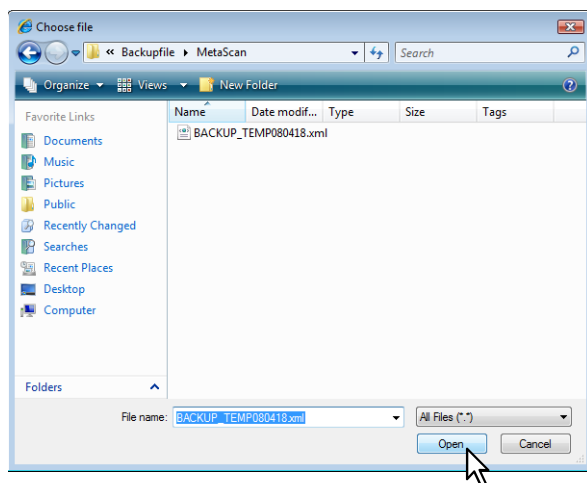 Choose file
« Backupfile ▸ MetaScan
Search
Organize
Views
New Folder
Favorite Links
Name
Date modif...
Type
Size
Tags
BACKUP_TEMP080418.xml
Documents
Music
Pictures
Public
Recently Changed
Searches
Recent Places
Desktop
Computer
Folders
File name:
BACKUP_TEMP080418.xml
All Files (*.*)
Open
Cancel